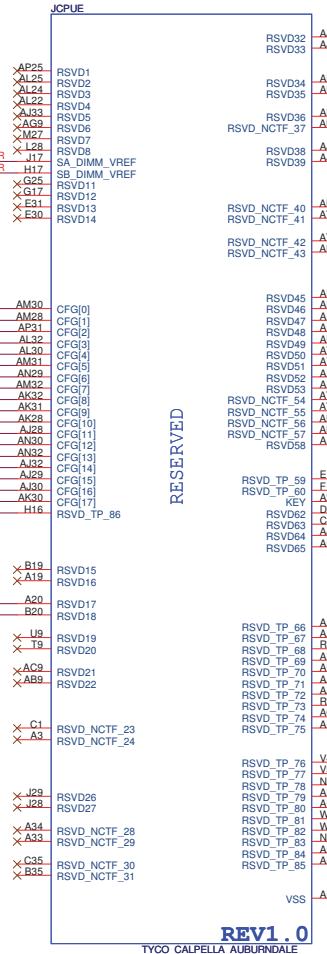 JCPUE
AP25 RSVD1
AL25 RSVD2
AL24 RSVD3
AL22 RSVD4
AJ33 RSVD5
AG9 RSVD6
M27 RSVD7
L28 RSVD8
J17 SA_DIMM_VREF
H17 SB_DIMM_VREF
G25 RSVD11
G17 RSVD12
E31 RSVD13
E30 RSVD14
AM30 CFG[0]
AM28 CFG[1]
AP31 CFG[2]
AL32 CFG[3]
AL30 CFG[4]
AM31 CFG[5]
AN29 CFG[6]
AM32 CFG[7]
AK32 CFG[8]
AK31 CFG[9]
AK28 CFG[10]
AJ28 CFG[11]
AN30 CFG[12]
AN32 CFG[13]
AJ32 CFG[14]
AJ29 CFG[15]
AJ30 CFG[16]
AK30 CFG[17]
H16 RSVD_TP_86
B19 RSVD15
A19 RSVD16
A20 RSVD17
B20 RSVD18
U9 RSVD19
T9 RSVD20
AC9 RSVD21
AB9 RSVD22
C1 RSVD_NCTF_23
A3 RSVD_NCTF_24
J29 RSVD26
J28 RSVD27
A34 RSVD_NCTF_28
A33 RSVD_NCTF_29
C35 RSVD_NCTF_30
B35 RSVD_NCTF_31
RESERVED
RSVD32
RSVD33
RSVD34
RSVD35
RSVD36
RSVD_NCTF_37
RSVD38
RSVD39
RSVD_NCTF_40
RSVD_NCTF_41
RSVD_NCTF_42
RSVD_NCTF_43
RSVD45
RSVD46
RSVD47
RSVD48
RSVD49
RSVD50
RSVD51
RSVD52
RSVD53
RSVD_NCTF_54
RSVD_NCTF_55
RSVD_NCTF_56
RSVD_NCTF_57
RSVD58
RSVD_TP_59
RSVD_TP_60
KEY
RSVD62
RSVD63
RSVD64
RSVD65
RSVD_TP_66
RSVD_TP_67
RSVD_TP_68
RSVD_TP_69
RSVD_TP_70
RSVD_TP_71
RSVD_TP_72
RSVD_TP_73
RSVD_TP_74
RSVD_TP_75
RSVD_TP_76
RSVD_TP_77
RSVD_TP_78
RSVD_TP_79
RSVD_TP_80
RSVD_TP_81
RSVD_TP_82
RSVD_TP_83
RSVD_TP_84
RSVD_TP_85
VSS
REV1.0
TYCO CALPELLA AUBURNDALE